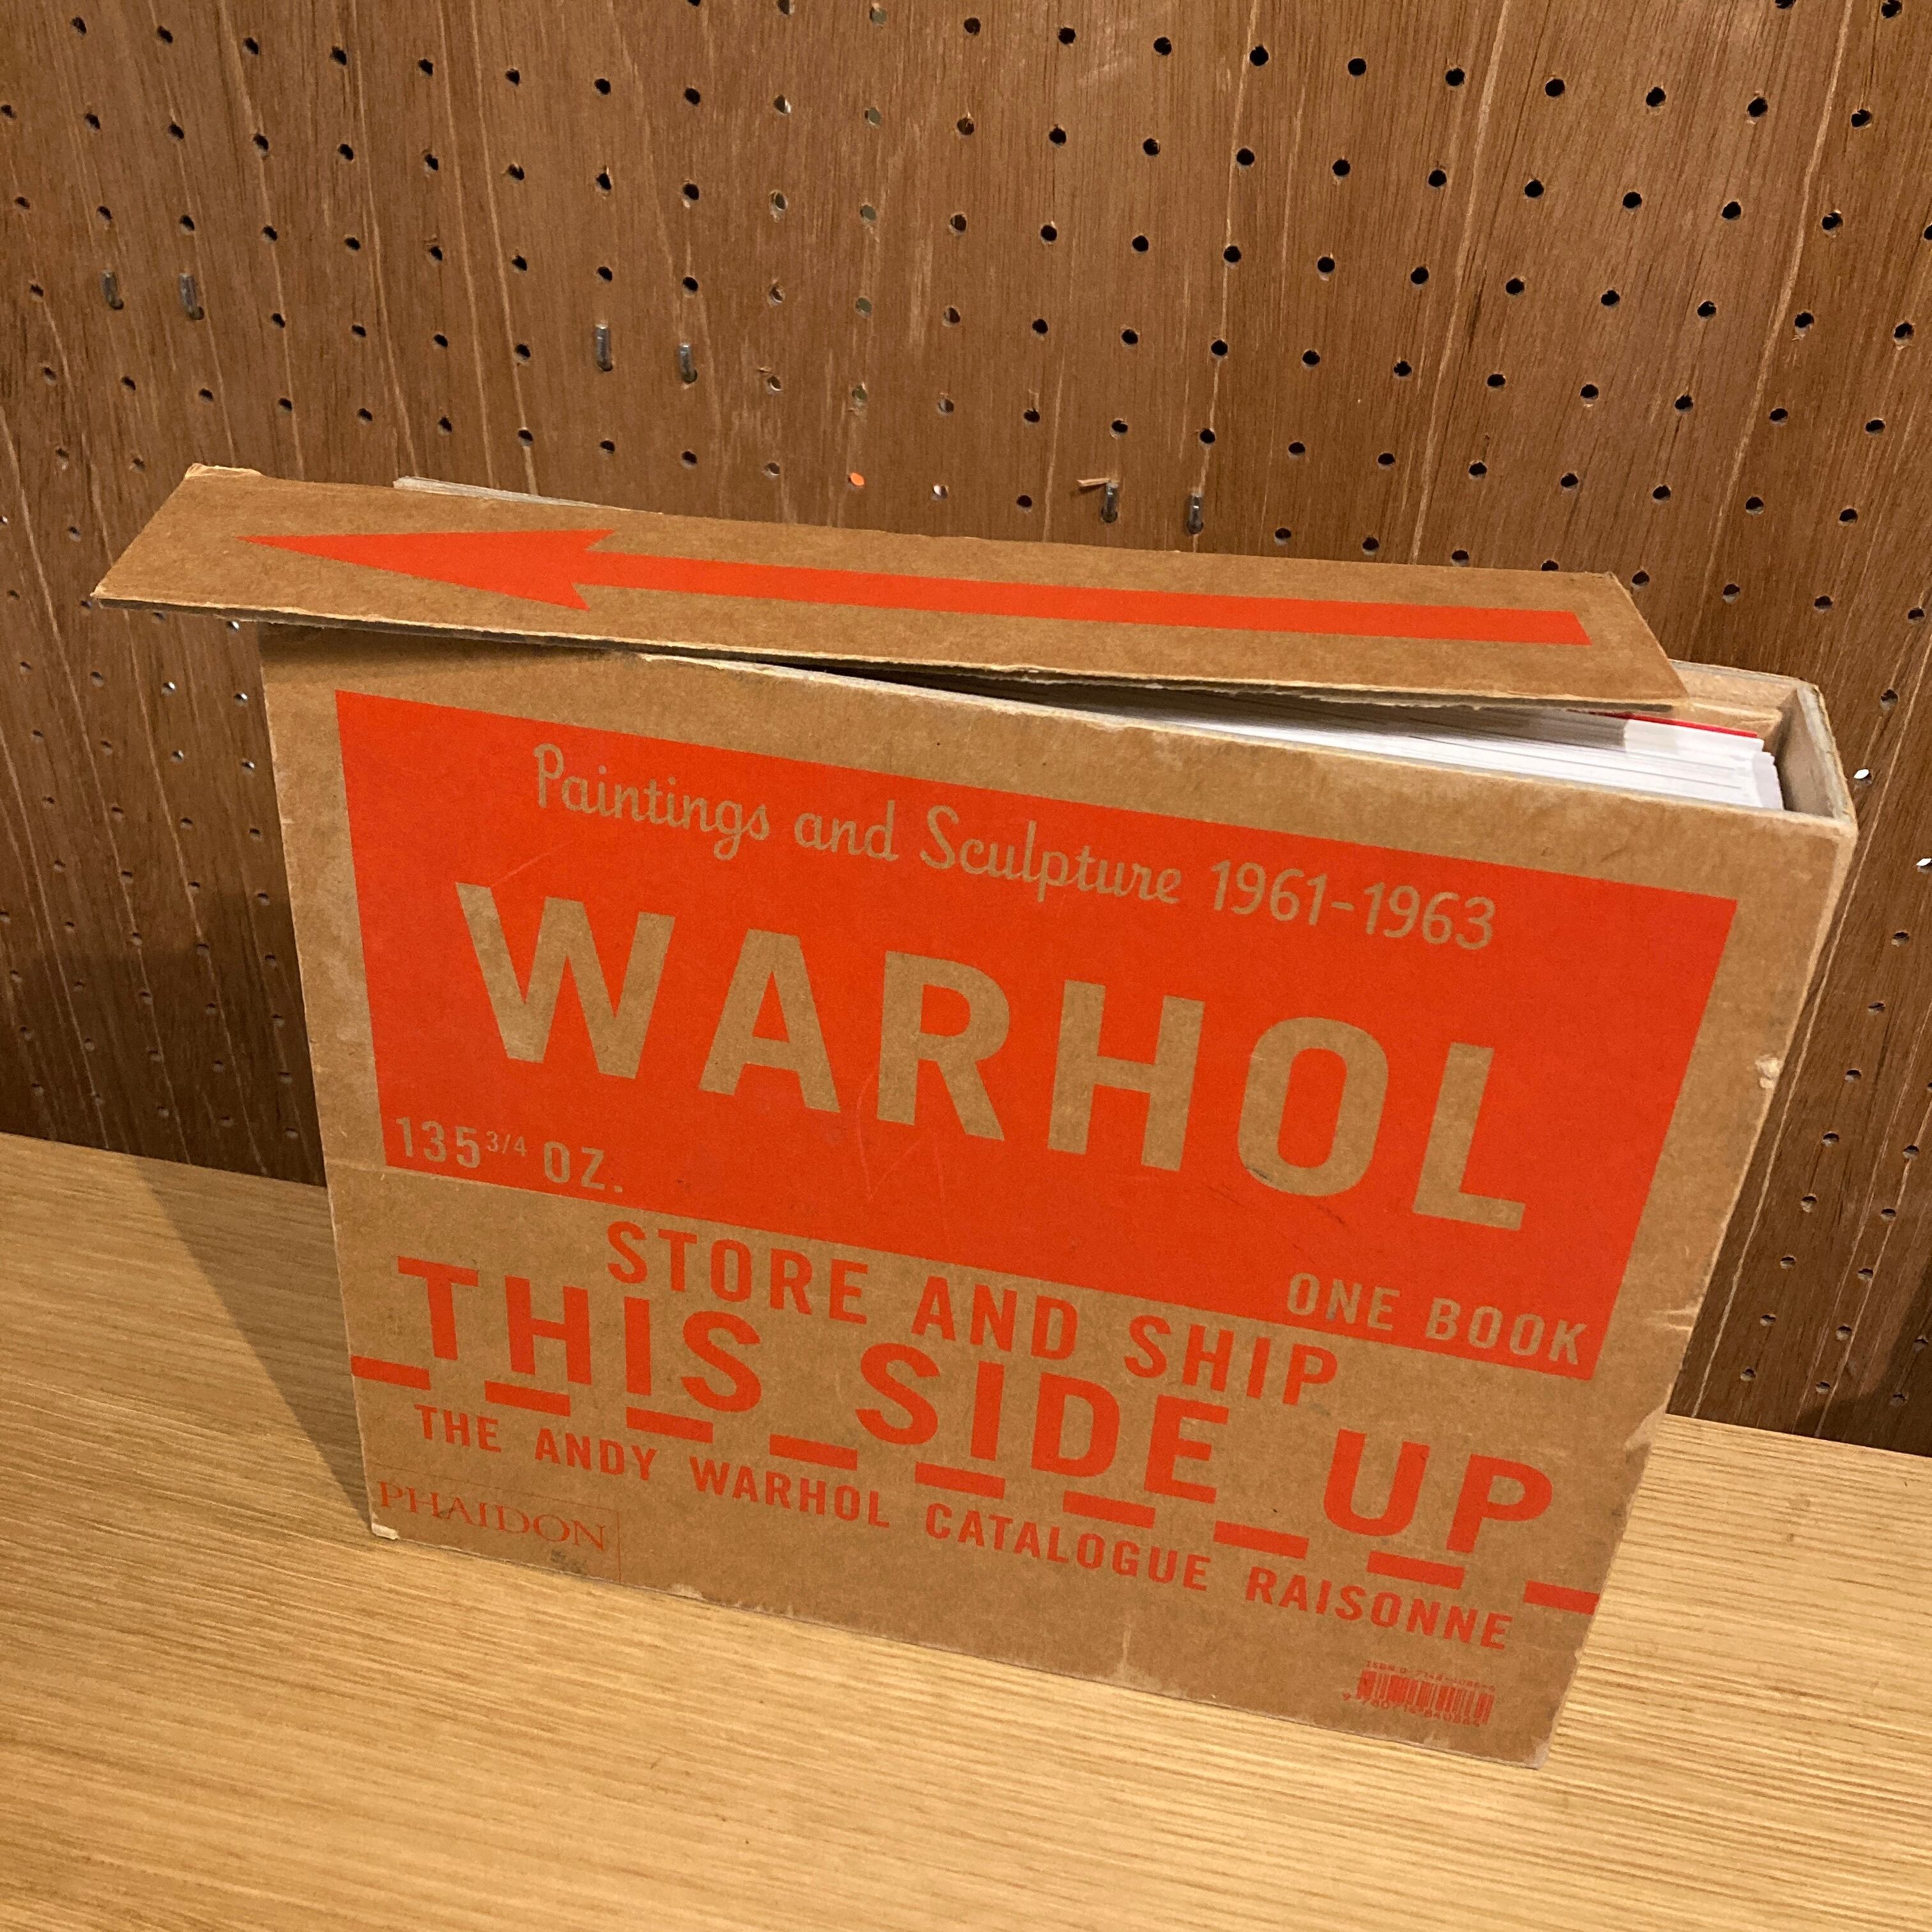 Paintings and Sculpture 1961-1963
WARHOL
135 3/4 OZ.
ONE BOOK
STORE AND SHIP
THIS SIDE UP
THE ANDY WARHOL CATALOGUE RAISONNE
PHAIDON